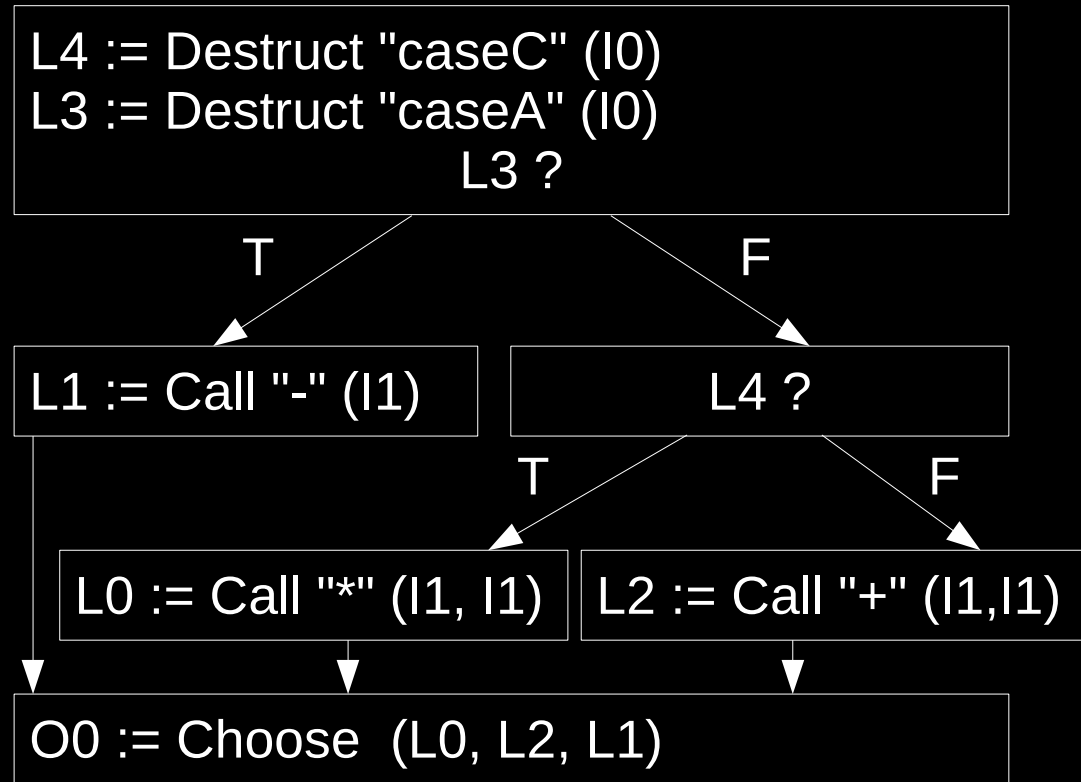 L4 := Destruct "caseC" (I0)
L3 := Destruct "caseA" (I0)
L3 ?
T
F
L1 := Call "-" (I1)
L4 ?
T
F
L0 := Call "*" (I1, I1)
L2 := Call "+" (I1,I1)
O0 := Choose  (L0, L2, L1)